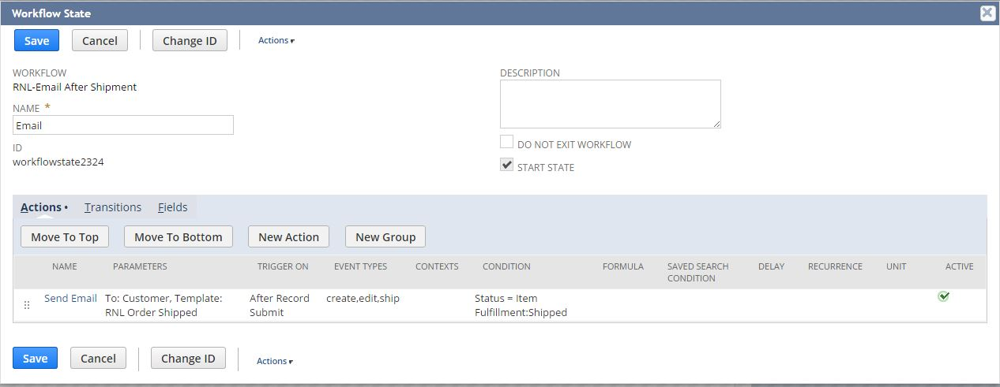 Workflow State
Save Cancel Change ID Actions
WORKFLOW
RNL-Email After Shipment
NAME *
Email
ID
workflowstate2324
DESCRIPTION
DO NOT EXIT WORKFLOW
START STATE
Actions • Transitions Fields
Move To Top Move To Bottom New Action New Group
NAME PARAMETERS TRIGGER ON EVENT TYPES CONTEXTS CONDITION FORMULA SAVED SEARCH DELAY RECURRENCE UNIT ACTIVE
CONDITION
Send Email To: Customer, Template: After Record create,edit,ship Status = Item
RNL Order Shipped Submit Fulfillment:Shipped
Save Cancel Change ID Actions